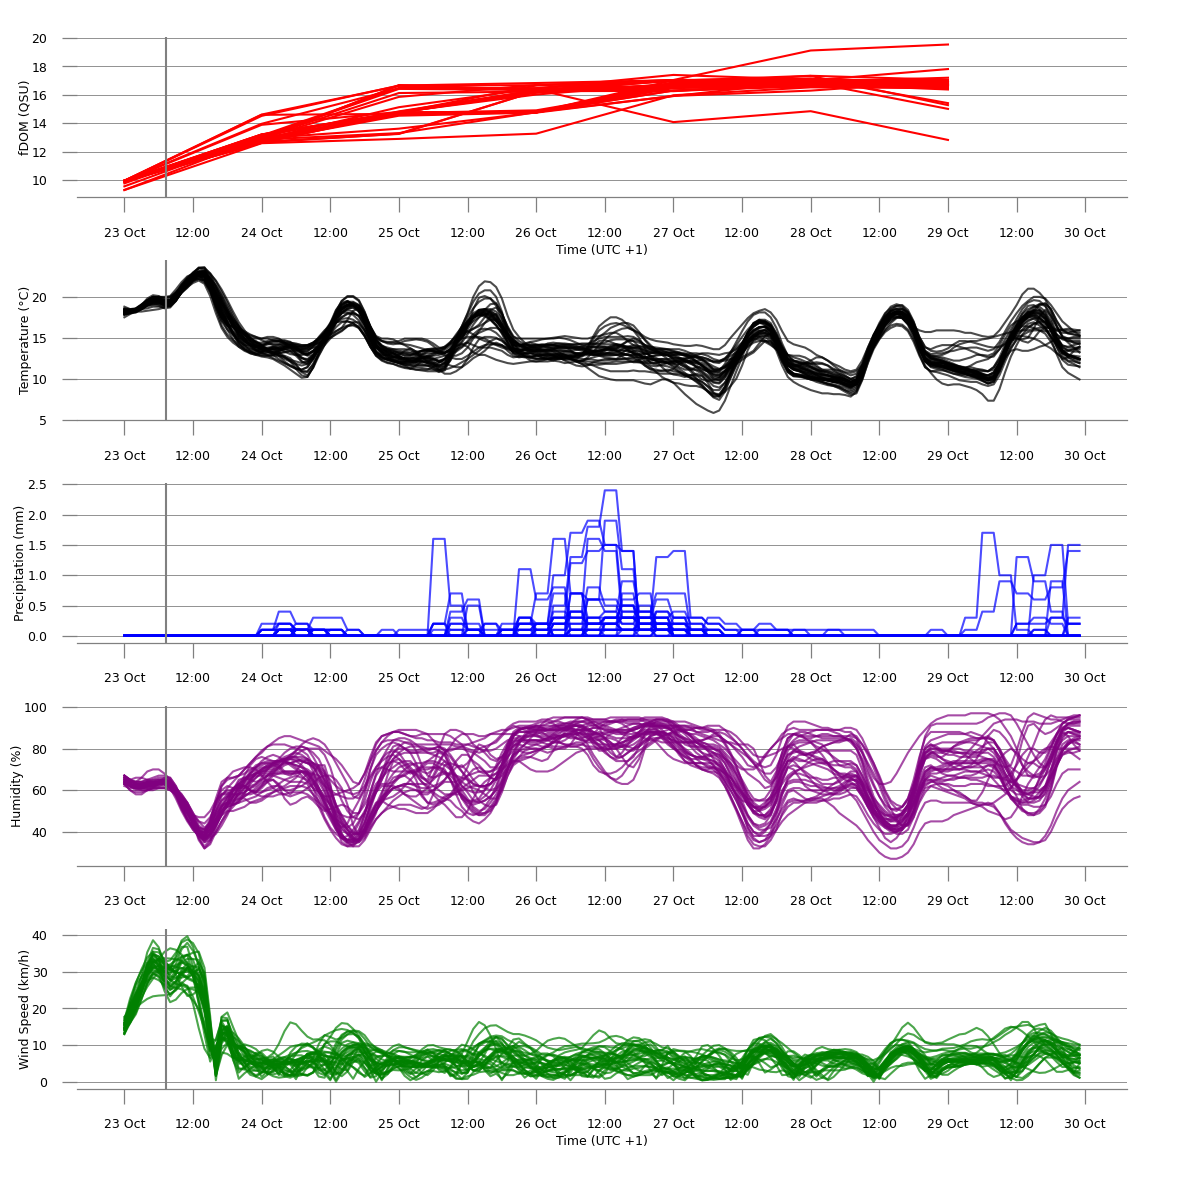 20
18
16
14
12
10
fDOM (QSU)
23 Oct 12:00 24 Oct 12:00 25 Oct 12:00 26 Oct 12:00 27 Oct 12:00 28 Oct 12:00 29 Oct 12:00 30 Oct
Time (UTC +1)
20
15
10
5
Temperature (°C)
23 Oct 12:00 24 Oct 12:00 25 Oct 12:00 26 Oct 12:00 27 Oct 12:00 28 Oct 12:00 29 Oct 12:00 30 Oct
2.5
2.0
1.5
1.0
0.5
0.0
Precipitation (mm)
23 Oct 12:00 24 Oct 12:00 25 Oct 12:00 26 Oct 12:00 27 Oct 12:00 28 Oct 12:00 29 Oct 12:00 30 Oct
100
80
60
40
Humidity (%)
23 Oct 12:00 24 Oct 12:00 25 Oct 12:00 26 Oct 12:00 27 Oct 12:00 28 Oct 12:00 29 Oct 12:00 30 Oct
40
30
20
10
0
Wind Speed (km/h)
23 Oct 12:00 24 Oct 12:00 25 Oct 12:00 26 Oct 12:00 27 Oct 12:00 28 Oct 12:00 29 Oct 12:00 30 Oct
Time (UTC +1)